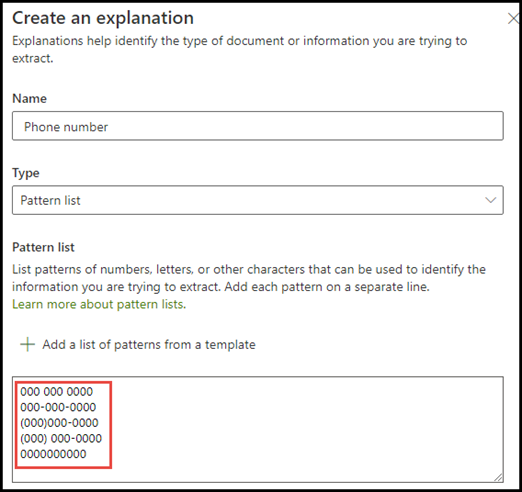 Create an explanation
Explanations help identify the type of document or information you are trying to
extract.
Name
Phone number
Type
Pattern list
Pattern list
List patterns of numbers, letters, or other characters that can be used to identify the
information you are trying to extract. Add each pattern on a separate line.
Learn more about pattern lists.
Add a list of patterns from a template
000 000 0000
000-000-0000
(000)000-0000
(000) 000-0000
0000000000